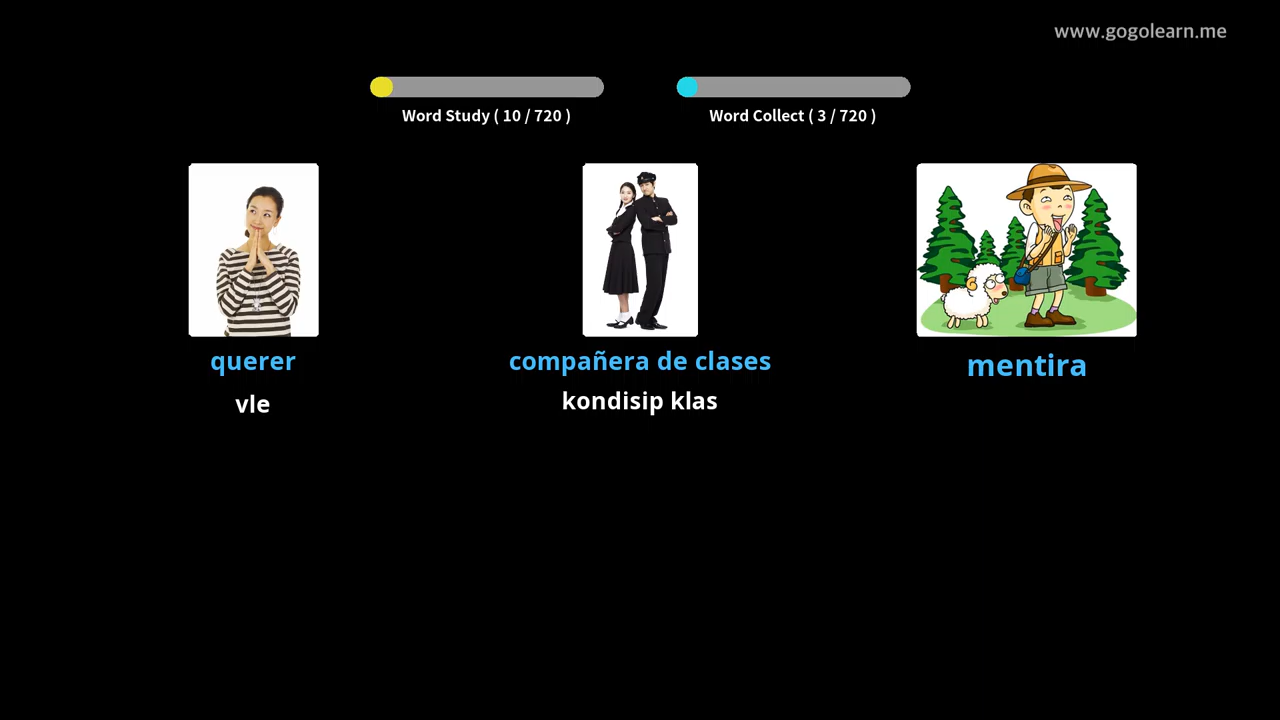 www.gogolearn.me
Word Study ( 10 / 720 )
Word Collect ( 3 / 720 )
querer
compañera de clases
mentira
vle
kondisip klas